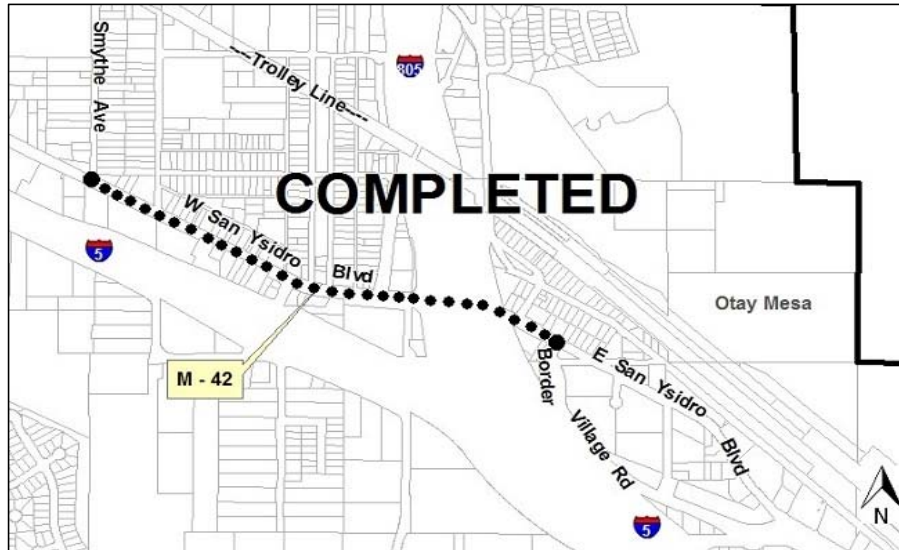 Smythe Ave
----Trolley Line----
805
COMPLETED
W San Ysidro Blvd
5
Otay Mesa
M - 42
E San Ysidro Blvd
Border Village Rd
5
N